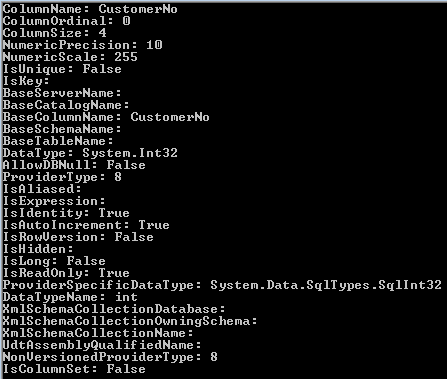 ColumnName: CustomerNo
ColumnOrdinal: 0
ColumnSize: 4
NumericPrecision: 10
NumericScale: 255
IsUnique: False
IsKey:
BaseServerName:
BaseCatalogName:
BaseColumnName: CustomerNo
BaseSchemaName:
BaseTableName:
DataType: System.Int32
AllowDBNull: False
ProviderType: 8
IsAliased:
IsExpression:
IsIdentity: True
IsAutoIncrement: True
IsRowVersion: False
IsHidden:
IsLong: False
IsReadOnly: True
ProviderSpecificDataType: System.Data.SqlTypes.SqlInt32
DataTypeName: int
XmlSchemaCollectionDatabase:
XmlSchemaCollectionOwningSchema:
XmlSchemaCollectionName:
UdtAssemblyQualifiedName:
NonVersionedProviderType: 8
IsColumnSet: False